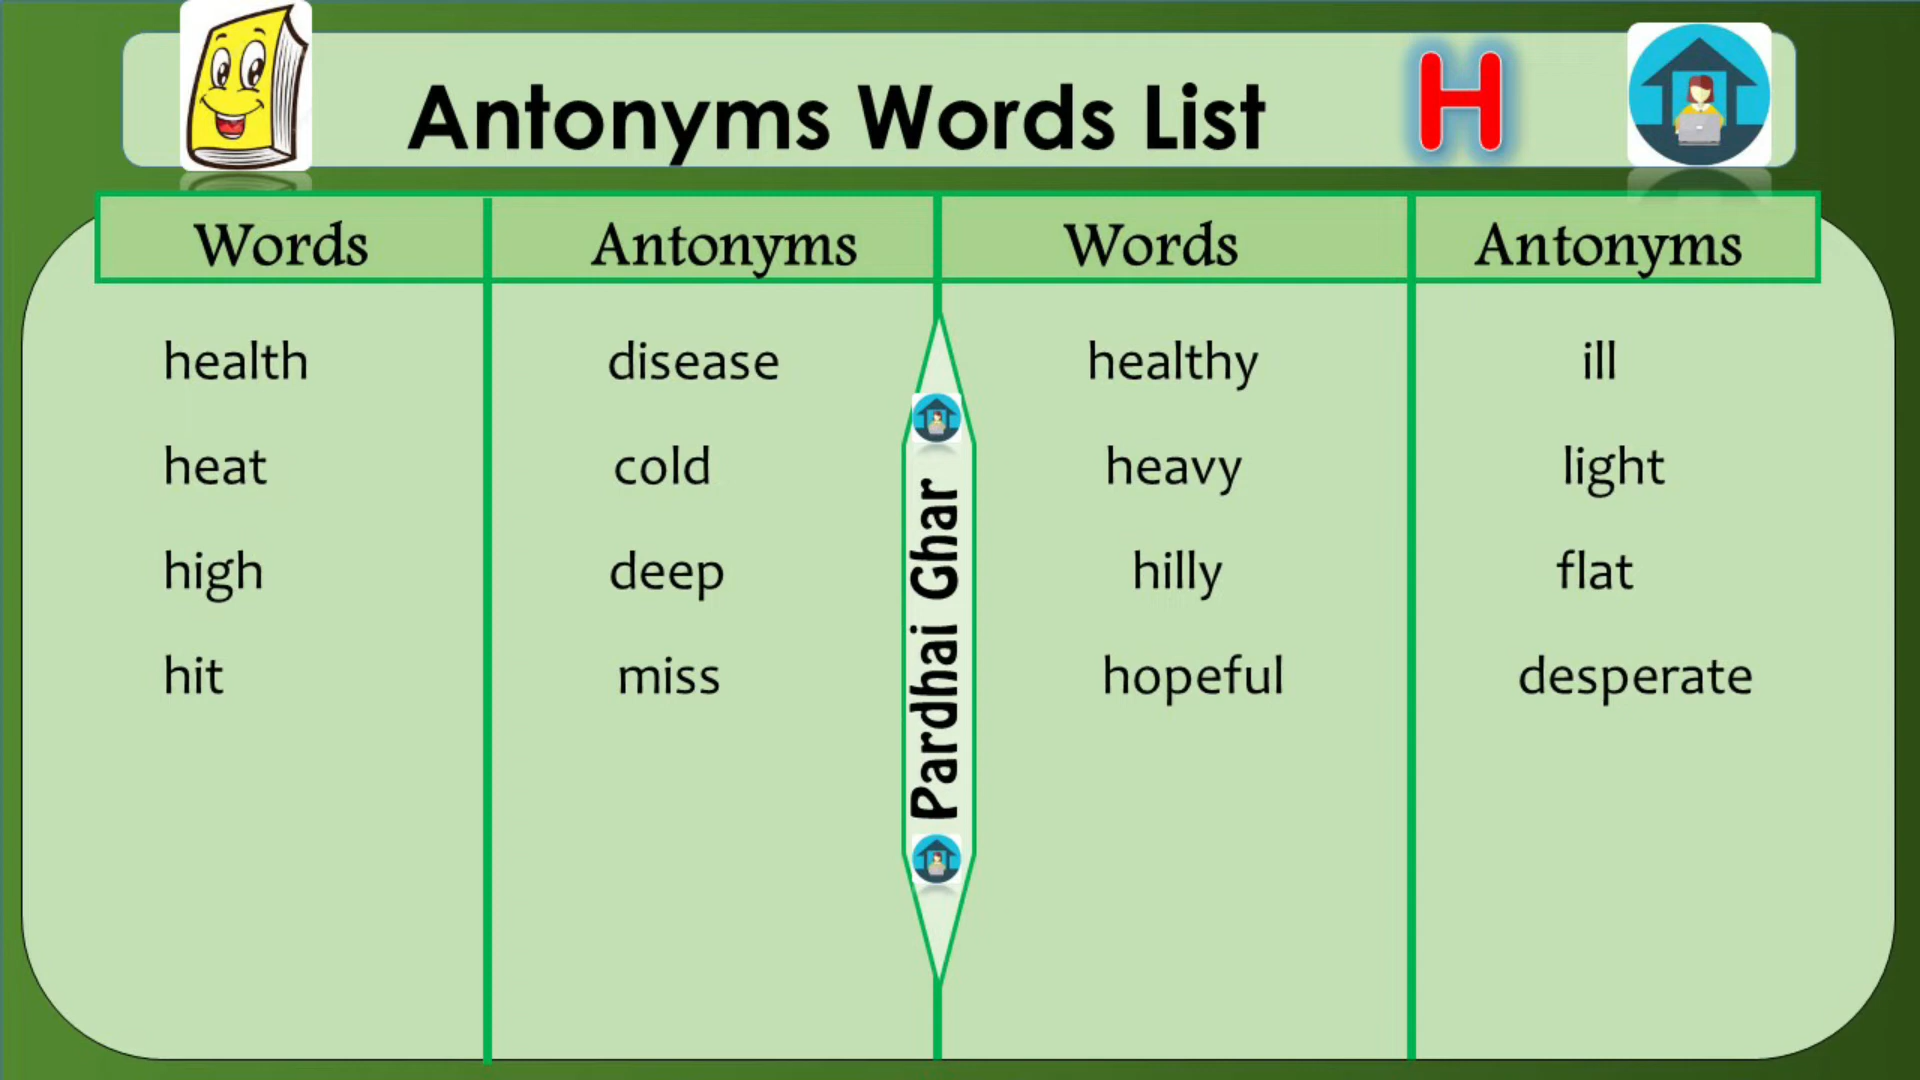 Antonyms Words List H
Words Antonyms Words Antonyms
health disease healthy ill
heat cold heavy light
high deep hilly flat
hit miss hopeful desperate
Pardhai Ghar